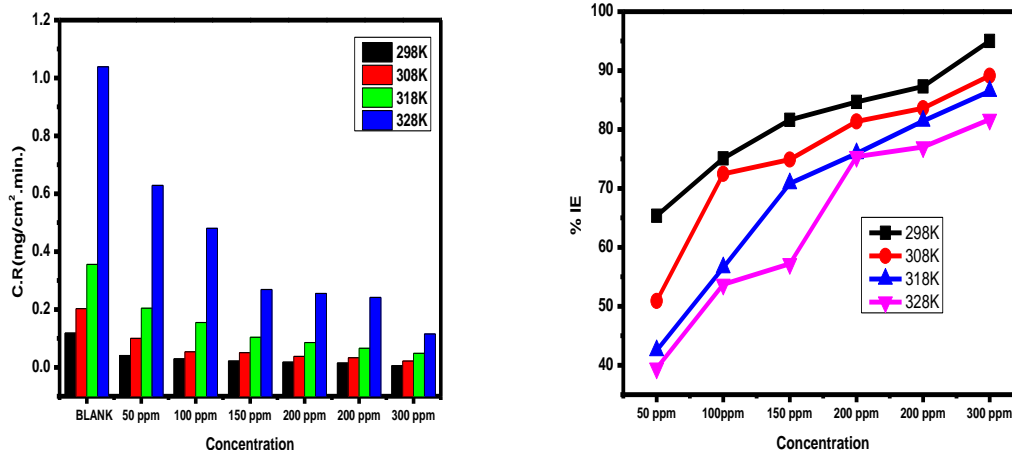 1.2
1.0
0.8
0.6
0.4
0.2
0.0
C.R(mg/cm².min.)
298K
308K
318K
328K
BLANK 50 ppm 100 ppm 150 ppm 200 ppm 200 ppm 300 ppm
Concentration
100
90
80
70
60
50
40
% IE
298K
308K
318K
328K
50 ppm 100ppm 150 ppm 200 ppm 200 ppm 300 ppm
Concentration